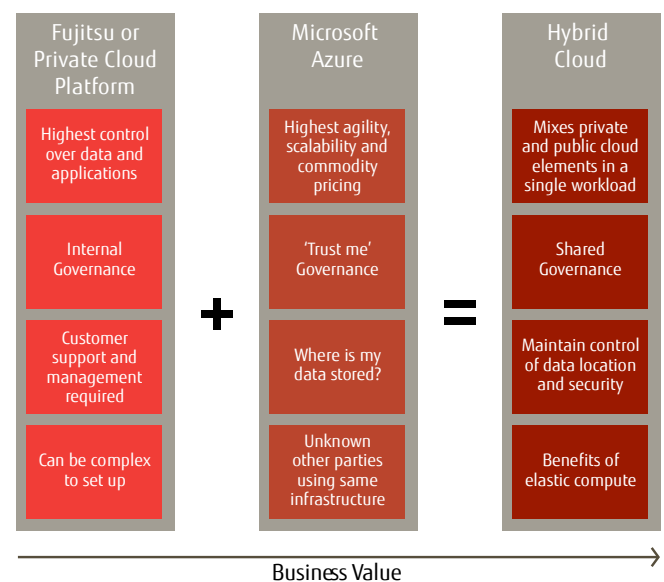 Fujitsu or
Private Cloud
Platform
Highest control
over data and
applications
Internal
Governance
Customer
support and
management
required
Can be complex
to set up
+
Microsoft
Azure
Highest agility,
scalability and
commodity
pricing
‘Trust me’
Governance
Where is my
data stored?
Unknown
other parties
using same
infrastructure
=
Hybrid
Cloud
Mixes private
and public cloud
elements in a
single workload
Shared
Governance
Maintain control
of data location
and security
Benefits of
elastic compute
Business Value